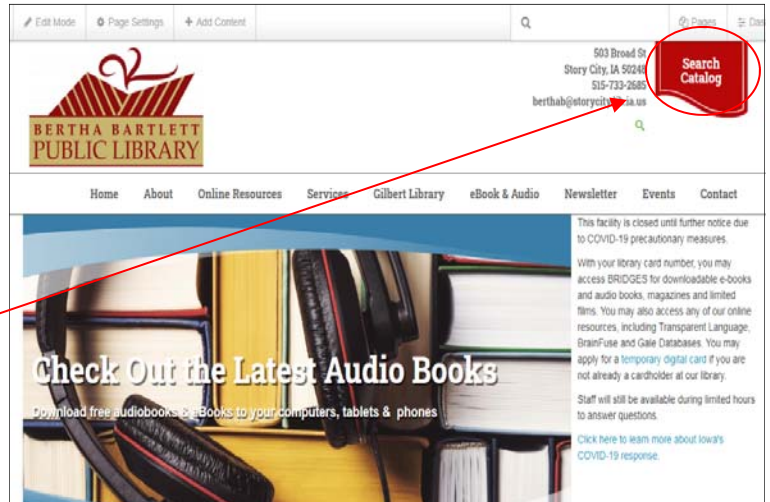 Edit Mode
Page Settings
Add Content
Pages
503 Broad St
Story City, IA 50248
515-733-2685
Search
Catalog
BERTHA BARTLETT
PUBLIC LIBRARY
Home About Online Resources Services Gilbert Library eBook & Audio Newsletter Events Contact
This facility is closed until further notice due
to COVID-19 precautionary measures.
With your library card number, you may
access BRIDGES for downloadable e-books
and audio books, magazines and limited
films. You may also access any of our online
resources, including Transparent Language,
BrainFuse and Gale Databases. You may
apply for a temporary digital card if you are
not already a cardholder at our library.
Staff will still be available during limited hours
to answer questions.
Click here to learn more about Iowa's
COVID-19 response.
Check Out the Latest Audio Books
Download free audiobooks & eBooks to your computers, tablets & phones